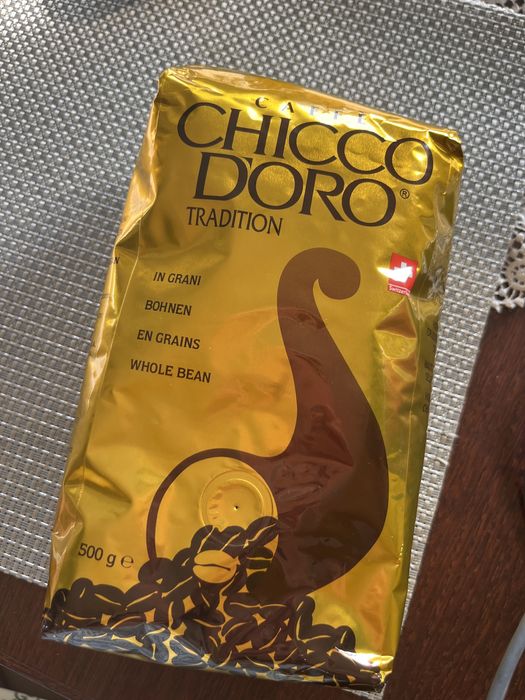 CAFFÈ
CHICCO
D'ORO®
TRADITION
IN GRANI
BOHNEN
EN GRAINS
WHOLE BEAN
500 g ℮